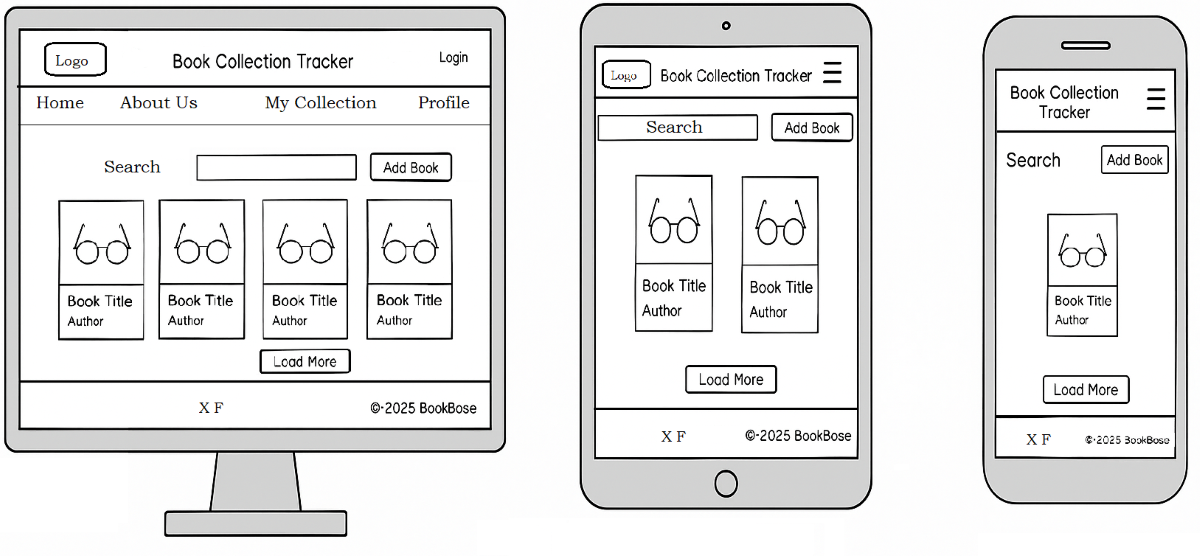 Logo
Book Collection Tracker
Login
Home About Us My Collection Profile
Search
Add Book
Book Title
Author
Book Title
Author
Book Title
Author
Book Title
Author
Load More
X F
©·2025 BookBose
Logo
Book Collection Tracker
Search
Add Book
Book Title
Author
Book Title
Author
Load More
X F
©·2025 BookBose
Book Collection
Tracker
Search
Add Book
Book Title
Author
Load More
X F
©·2025 BookBose